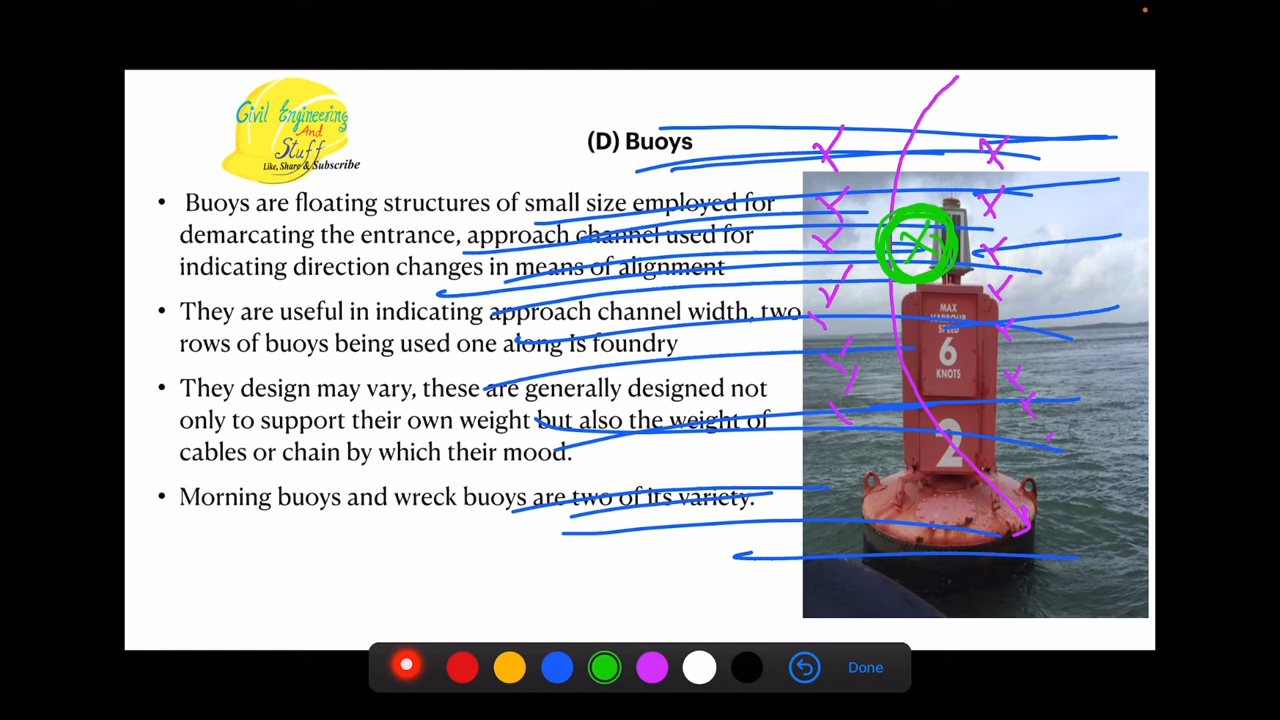 Civil Engineering
And
Stuff
Like, Share & Subscribe
(D) Buoys
• Buoys are floating structures of small size employed for
demarcating the entrance, approach channel used for
indicating direction changes in means of alignment
• They are useful in indicating approach channel width, two
rows of buoys being used one along is foundry
• They design may vary, these are generally designed not
only to support their own weight but also the weight of
cables or chain by which their mood.
• Morning buoys and wreck buoys are two of its variety.
MAX
HARBOUR
SPEED
6
KNOTS
2
Done